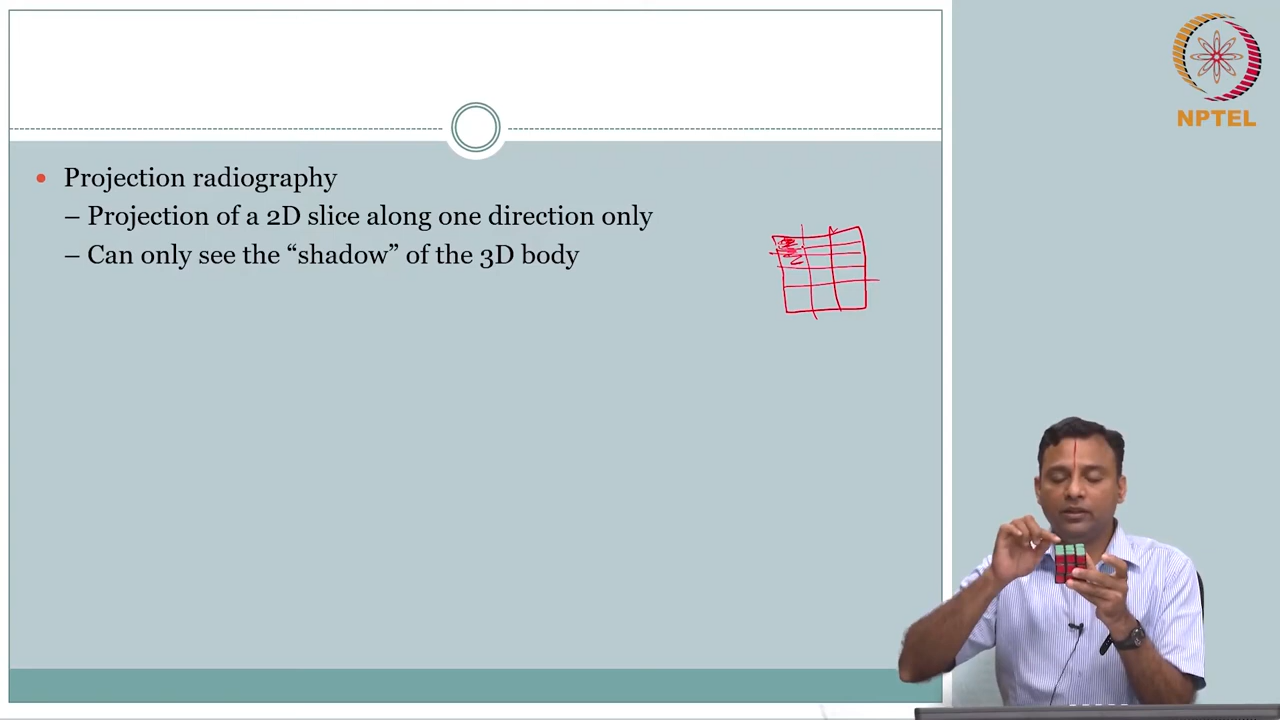 NPTEL
• Projection radiography
– Projection of a 2D slice along one direction only
– Can only see the “shadow” of the 3D body